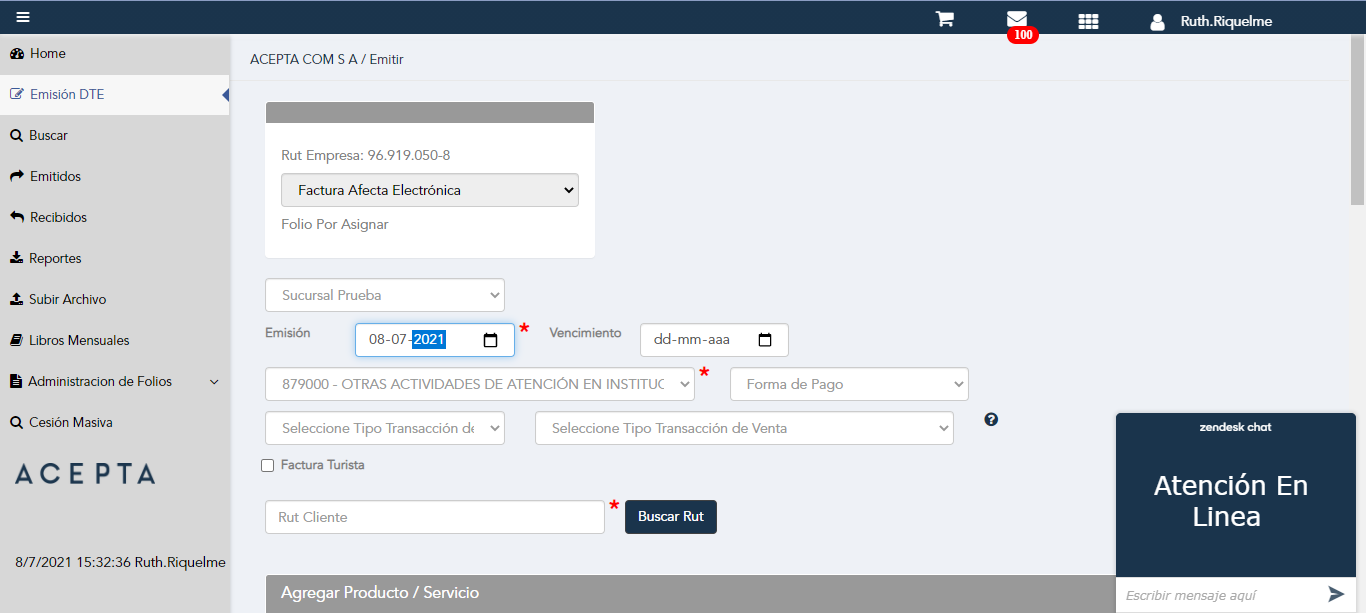 100
Ruth.Riquelme
Home
Emisión DTE
Buscar
Emitidos
Recibidos
Reportes
Subir Archivo
Libros Mensuales
Administracion de Folios
Cesión Masiva
ACEPTA
8/7/2021 15:32:36 Ruth.Riquelme
ACEPTA COM S A / Emitir
Rut Empresa: 96.919.050-8
Factura Afecta Electrónica
Folio Por Asignar
Sucursal Prueba
Emisión 08-07-2021 * Vencimiento dd-mm-aaa
879000 - OTRAS ACTIVIDADES DE ATENCIÓN EN INSTITUC * Forma de Pago
Seleccione Tipo Transacción de Seleccione Tipo Transacción de Venta ?
Factura Turista
Rut Cliente * Buscar Rut
Agregar Producto / Servicio
zendesk chat
Atención En
Linea
Escribir mensaje aquí